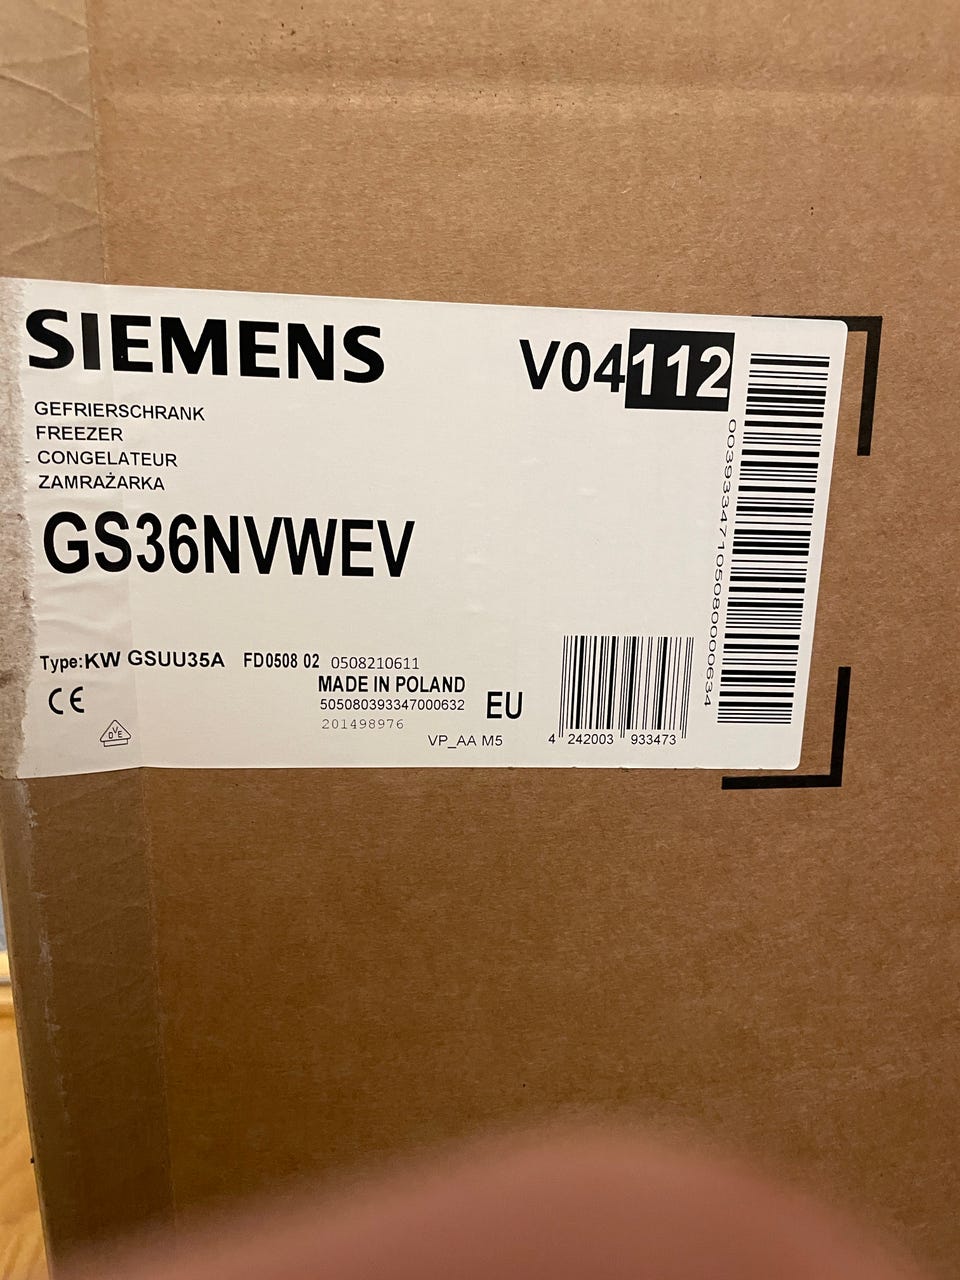 SIEMENS
V04112
GEFRIERSCHRANK
FREEZER
CONGELATEUR
ZAMRAŻARKA
GS36NVWEV
Type:KW GSUU35A FD0508 02 0508210611
MADE IN POLAND
505080393347000632
201498976
EU
VP_AA M5
CE
DVE
4 242003 933473